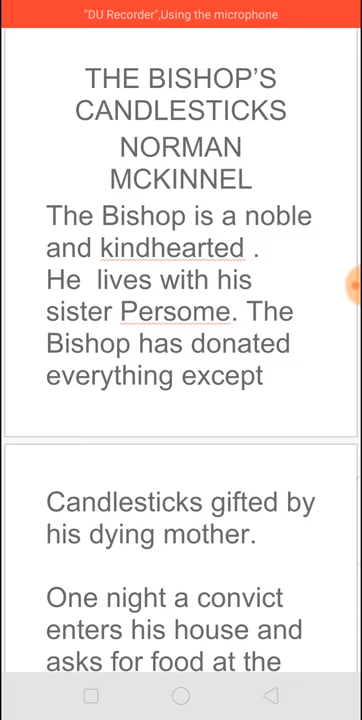 "DU Recorder",Using the microphone
THE BISHOP'S
CANDLESTICKS
NORMAN
MCKINNEL
The Bishop is a noble
and kindhearted .
He  lives with his
sister Persome. The
Bishop has donated
everything except
Candlesticks gifted by
his dying mother.
One night a convict
enters his house and
asks for food at the